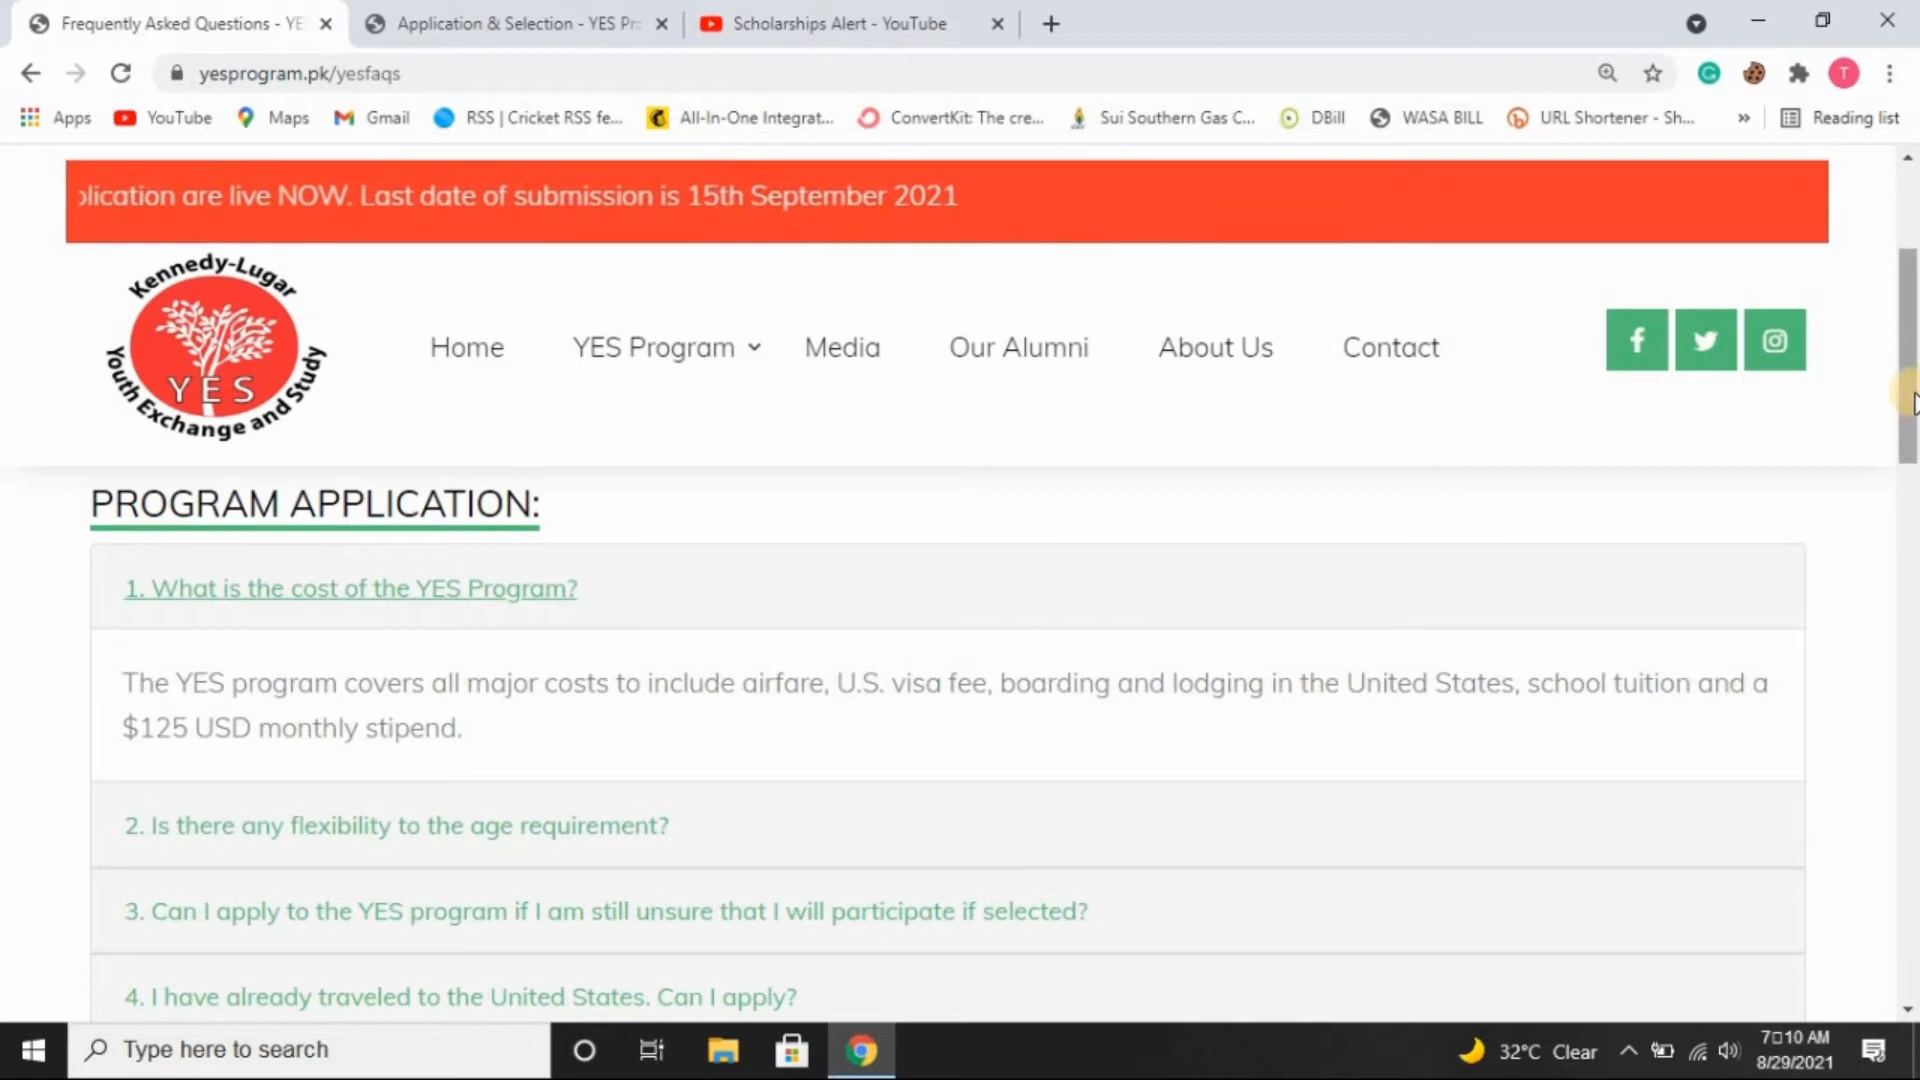 Frequently Asked Questions - YE
Application & Selection - YES Pr
Scholarships Alert - YouTube
yesprogram.pk/yesfaqs
T
Apps
YouTube
Maps
Gmail
RSS | Cricket RSS fe...
All-In-One Integrat...
ConvertKit: The cre...
Sui Southern Gas C...
DBill
WASA BILL
URL Shortener - Sh...
»
Reading list
plication are live NOW. Last date of submission is 15th September 2021
Kennedy-Lugar
YES
Youth Exchange and Study
Home
YES Program
Media
Our Alumni
About Us
Contact
PROGRAM APPLICATION:
1. What is the cost of the YES Program?
The YES program covers all major costs to include airfare, U.S. visa fee, boarding and lodging in the United States, school tuition and a
$125 USD monthly stipend.
2. Is there any flexibility to the age requirement?
3. Can I apply to the YES program if I am still unsure that I will participate if selected?
4. I have already traveled to the United States. Can I apply?
Type here to search
32°C Clear
7▯10 AM
8/29/2021